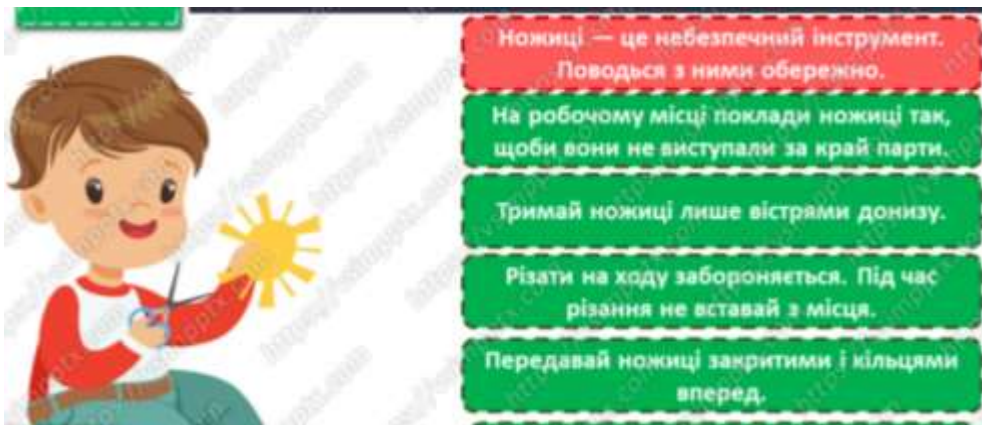 Ножиці — це небезпечний інструмент.
Поводься з ними обережно.
На робочому місці поклади ножиці так,
щоби вони не виступали за край парти.
Тримай ножиці лише вістрями донизу.
Різати на ходу забороняється. Під час
різання не вставай з місця.
Передавай ножиці закритими і кільцями
вперед.